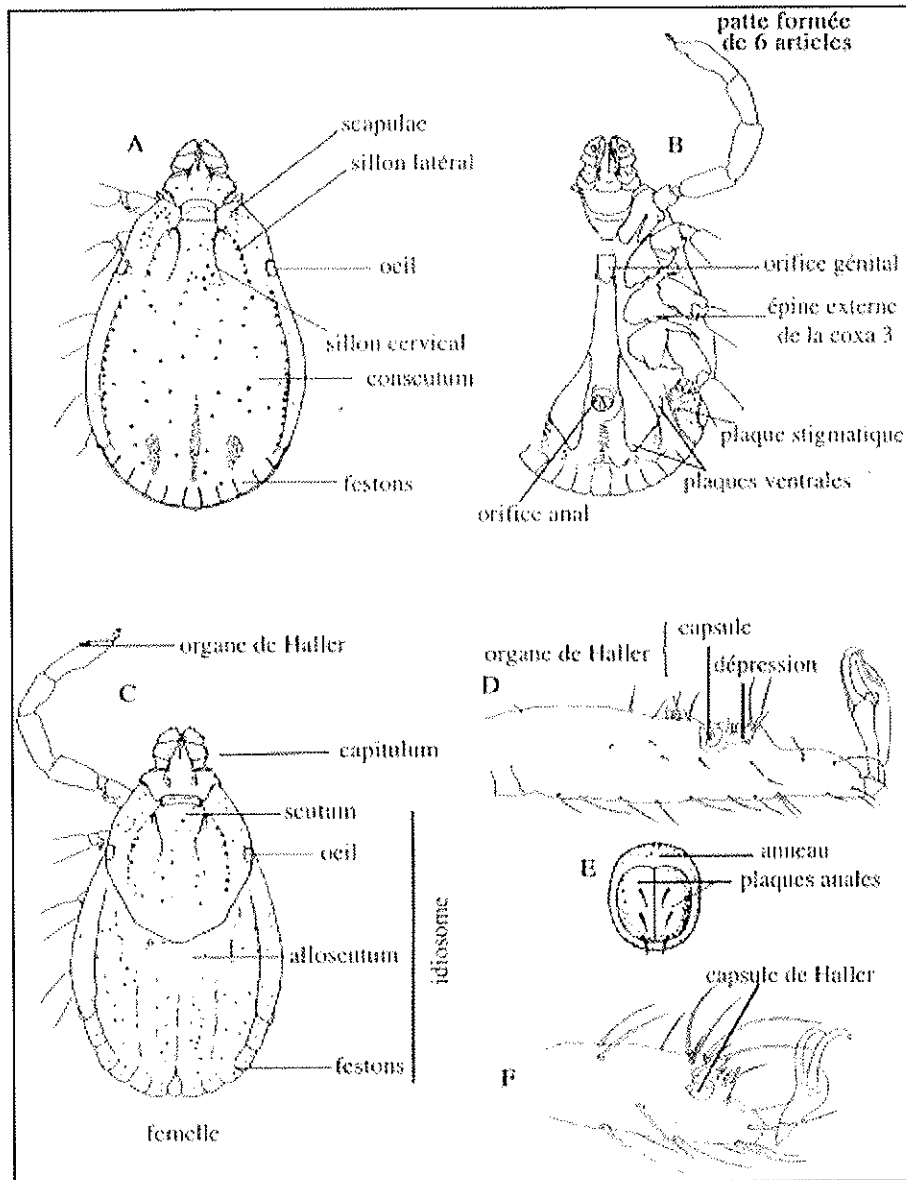 patte formée
de 6 articles
A
scapulae
sillon latéral
oeil
sillon cervical
conscutum
festons
B
orifice génital
épine externe
de la coxa 3
plaque stigmatique
plaques ventrales
orifice anal
organe de Haller
C
capitulum
scutum
oeil
alloscutum
idiosome
festons
femelle
capsule
organe de Haller
dépression
D
anneau
E
plaques anales
capsule de Haller
F